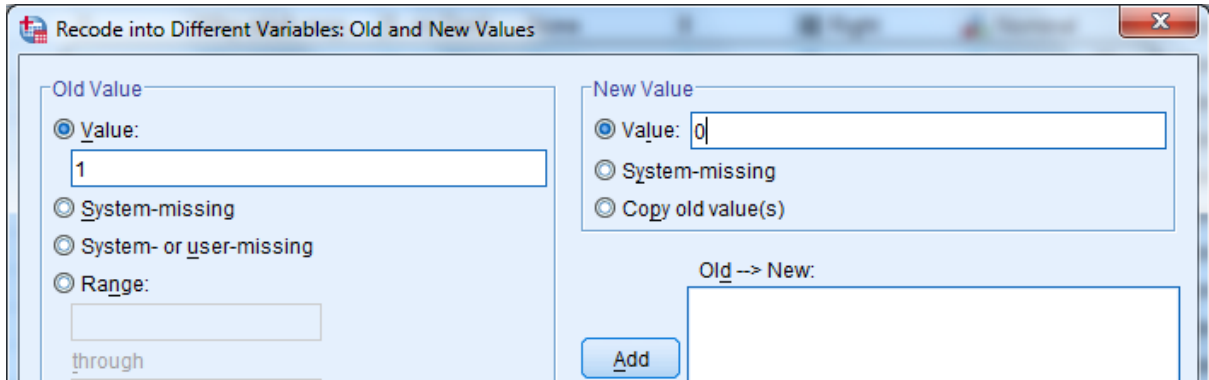 Recode into Different Variables: Old and New Values
Old Value
Value:
1
System-missing
System- or user-missing
Range:
through
New Value
Value: 0
System-missing
Copy old value(s)
Old --> New:
Add